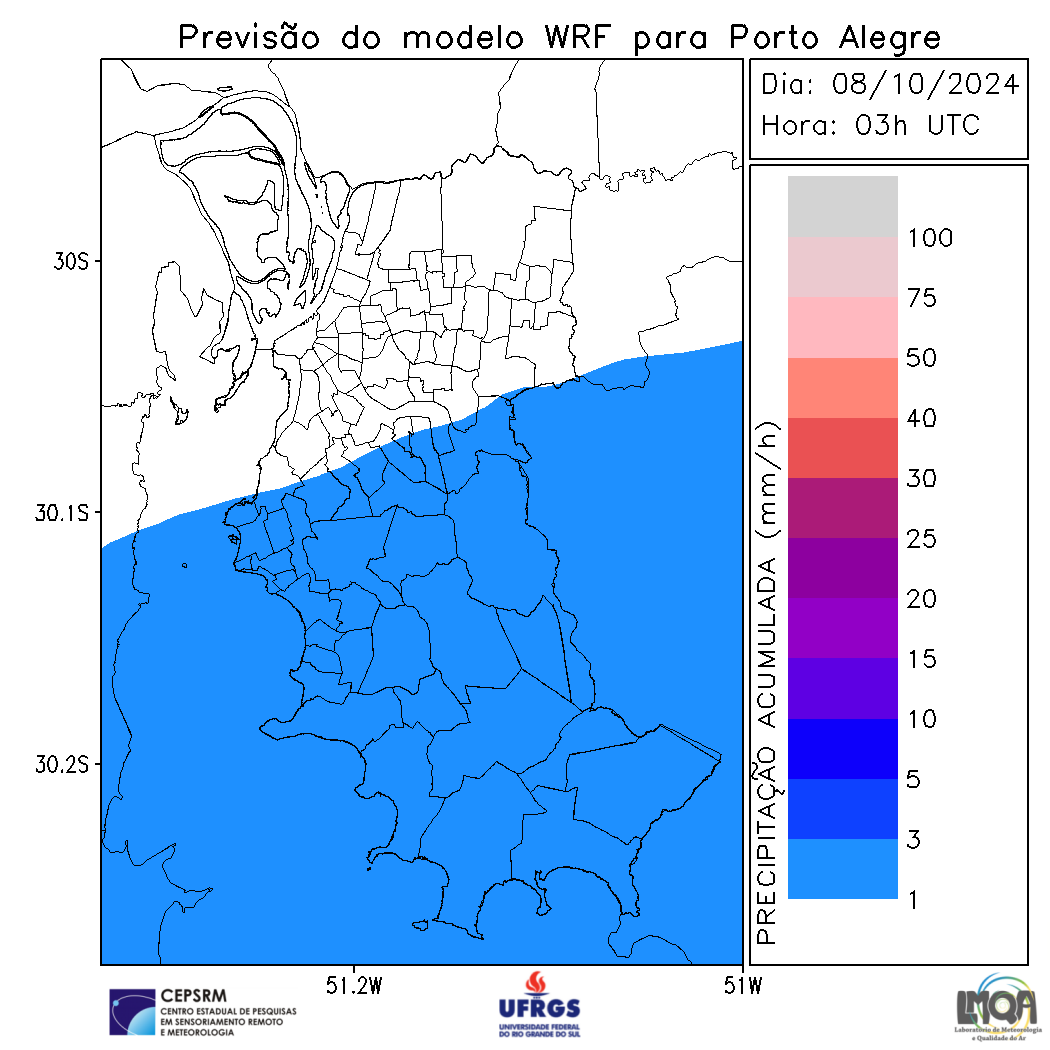 Previsão do modelo WRF para Porto Alegre
Dia: 08/10/2024
Hora: 03h UTC
30S
30.1S
30.2S
51.2W
51W
PRECIPITAÇÃO ACUMULADA (mm/h)
100
75
50
40
30
25
20
15
10
5
3
1
CEPSRM
CENTRO ESTADUAL DE PESQUISAS
EM SENSORIAMENTO REMOTO
E METEOROLOGIA
UFRGS
UNIVERSIDADE FEDERAL
DO RIO GRANDE DO SUL
LMQA
Laboratório de Meteorologia
e Qualidade do Ar